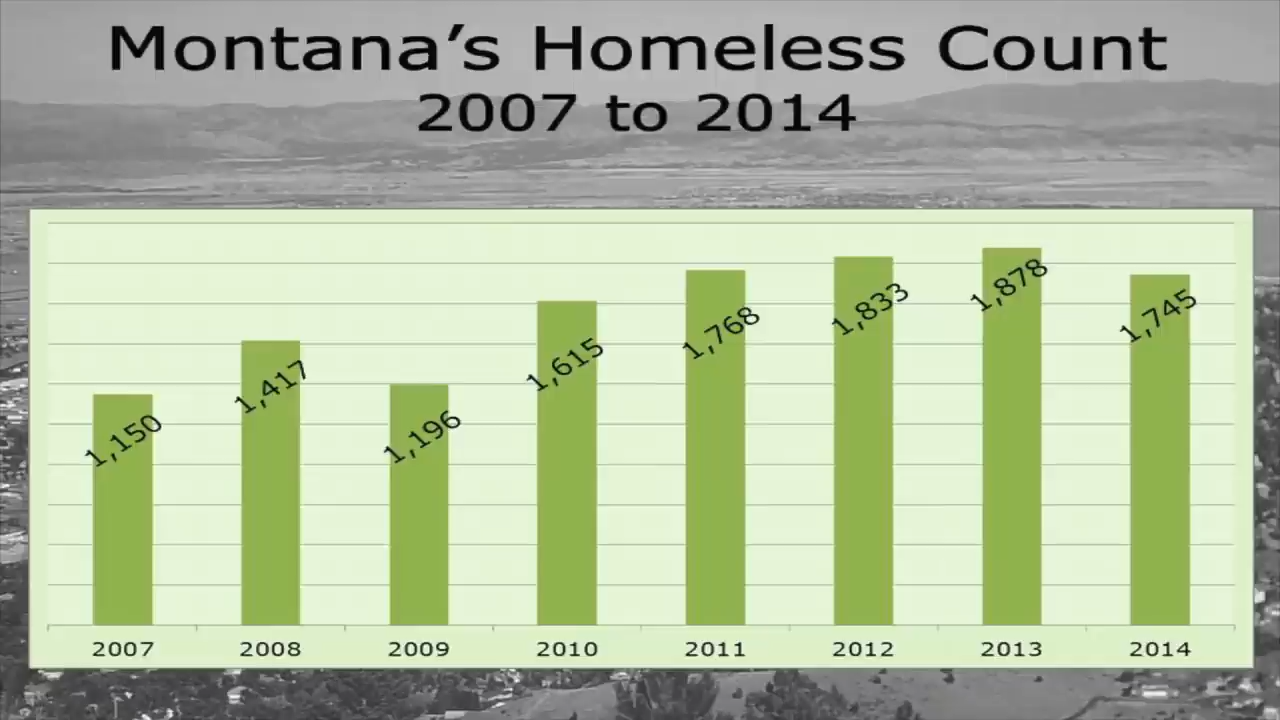 Montana’s Homeless Count
2007 to 2014
1,150
1,417
1,196
1,615
1,768
1,833
1,878
1,745
2007 2008 2009 2010 2011 2012 2013 2014